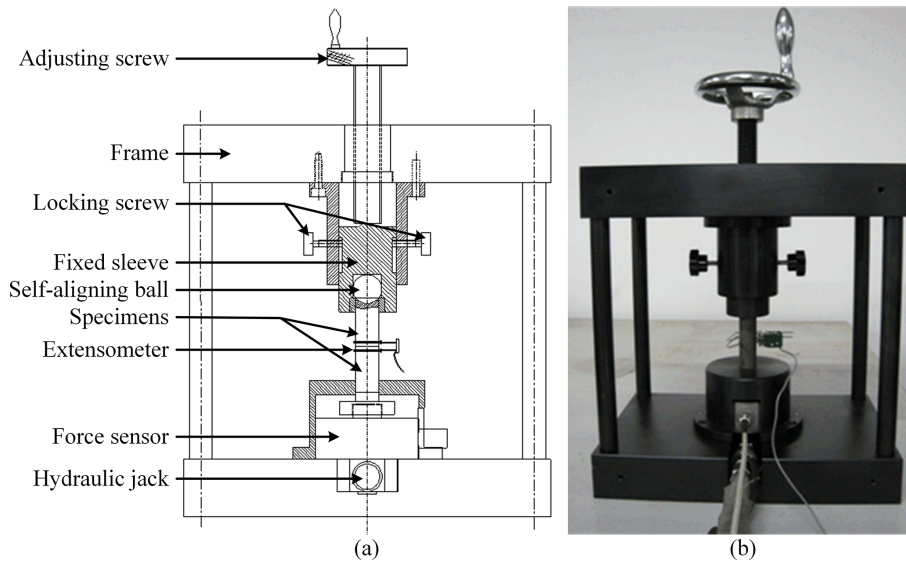 Adjusting screw
Frame
Locking screw
Fixed sleeve
Self-aligning ball
Specimens
Extensometer
Force sensor
Hydraulic jack
(a)
(b)